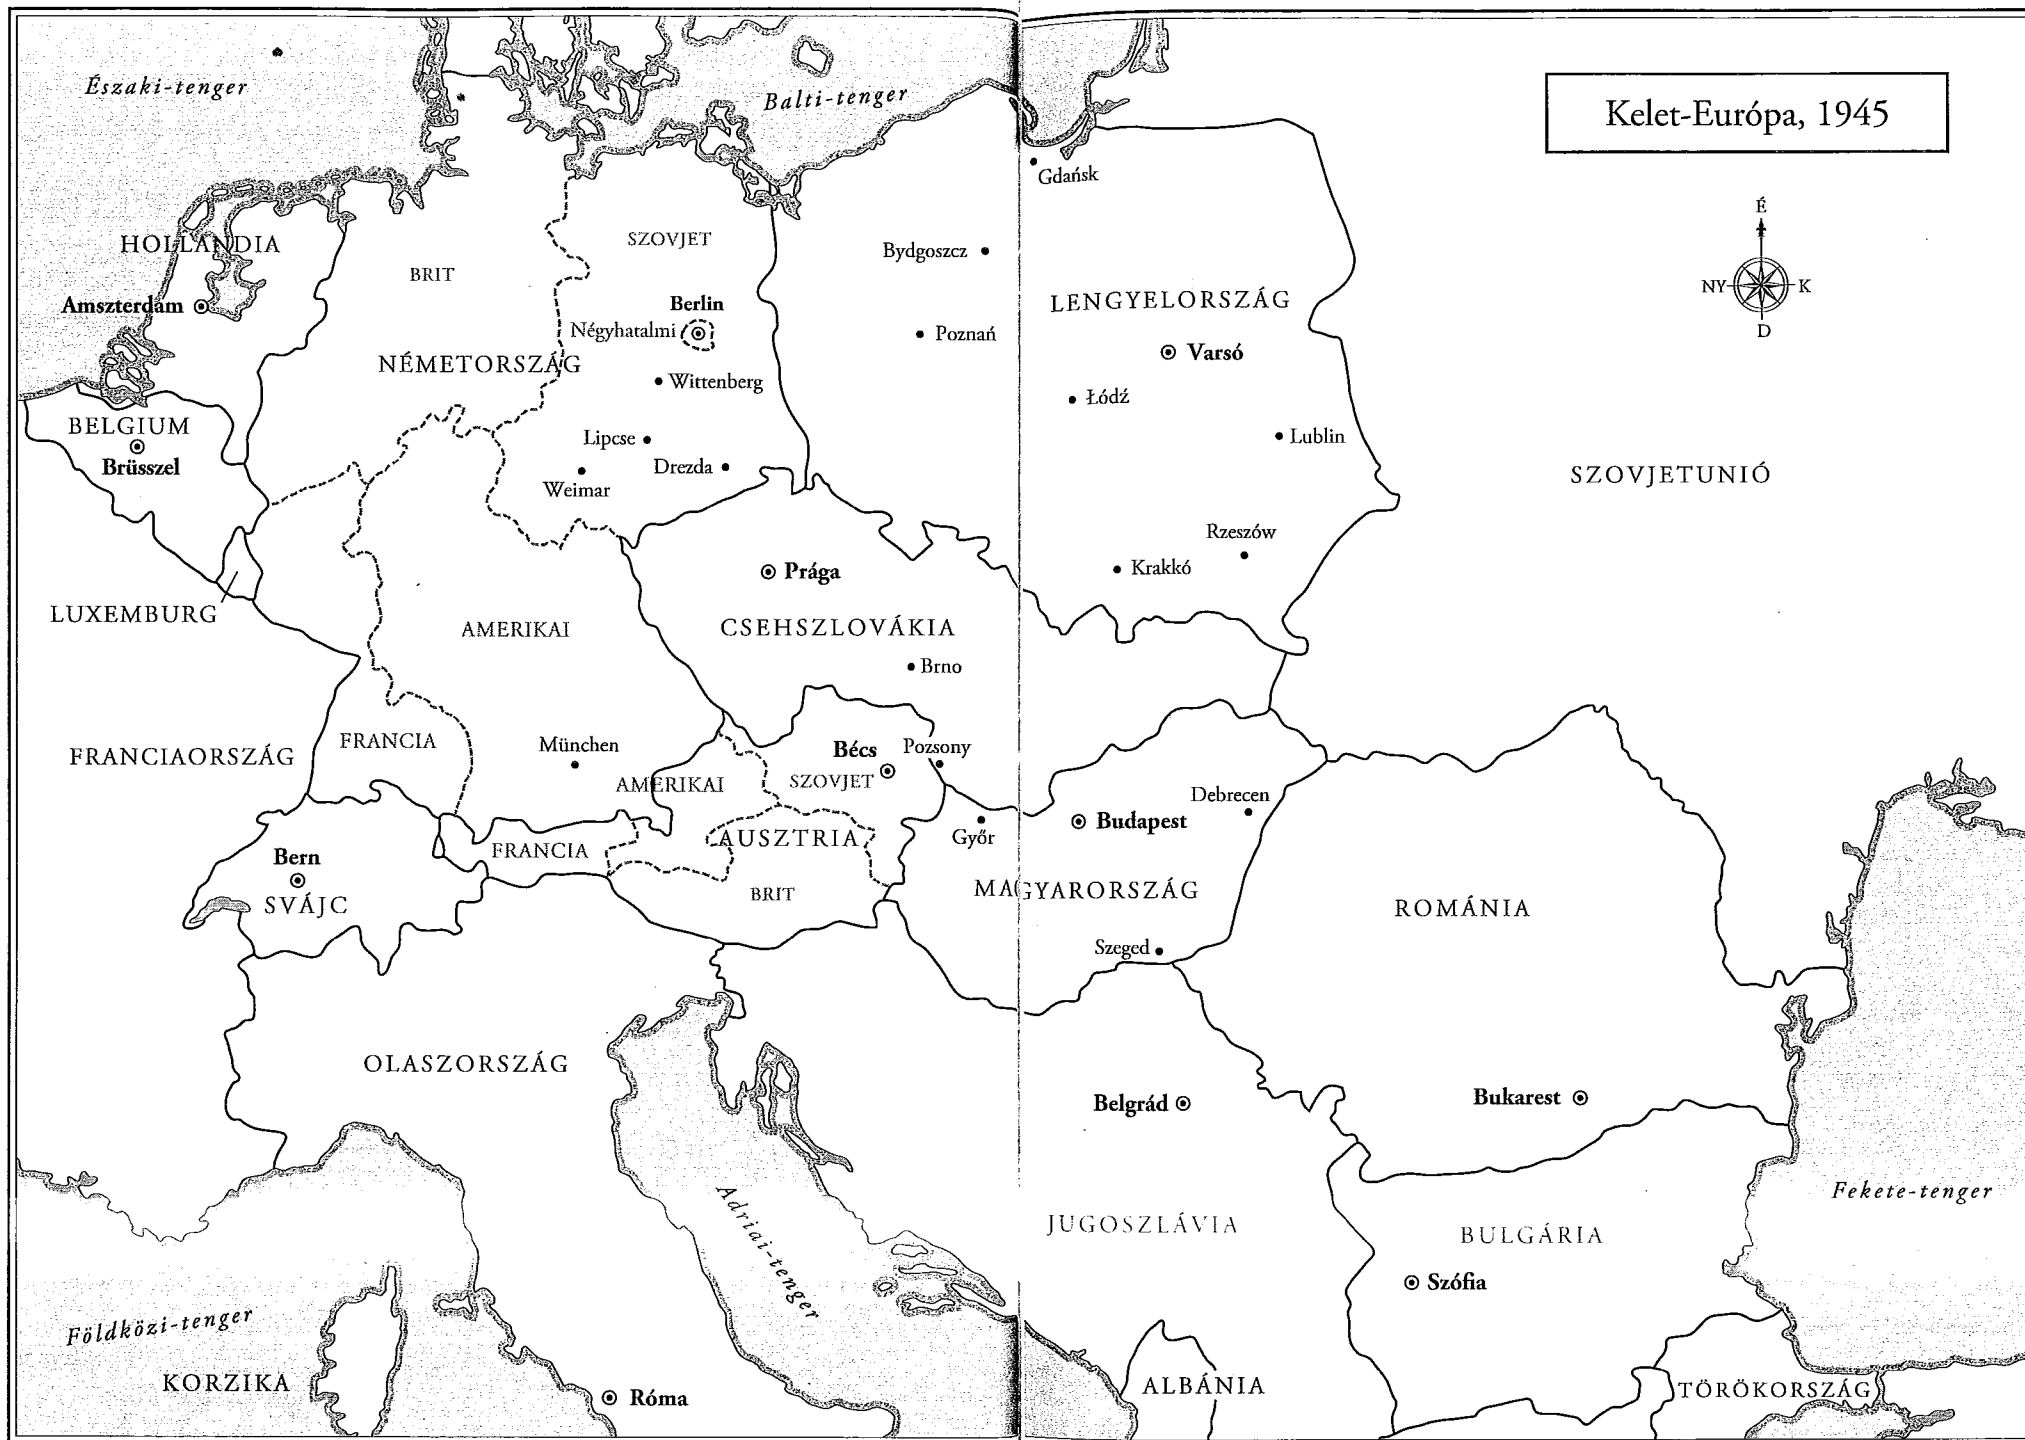 Kelet-Európa, 1945
Északi-tenger
Balti-tenger
É
NY
K
D
Gdańsk
HOLLANDIA
SZOVJET
Bydgoszcz
BRIT
LENGYELORSZÁG
Amszterdam
Berlin
Négyhatalmi
Poznań
Varsó
NÉMETORSZÁG
Wittenberg
Łódź
BELGIUM
Brüsszel
Lipcse
Lublin
Drezda
Weimar
SZOVJETUNIÓ
Rzeszów
Prága
Krakkó
LUXEMBURG
AMERIKAI
CSEHSZLOVÁKIA
Brno
FRANCIAORSZÁG
FRANCIA
München
Bécs
Pozsony
AMERIKAI
SZOVJET
Debrecen
Budapest
Győr
AUSZTRIA
FRANCIA
Bern
SVÁJC
BRIT
MAGYARORSZÁG
ROMÁNIA
Szeged
OLASZORSZÁG
Belgrád
Bukarest
Fekete-tenger
Adriai-tenger
JUGOSZLÁVIA
BULGÁRIA
Szófia
Földközi-tenger
KORZIKA
Róma
ALBÁNIA
TÖRÖKORSZÁG